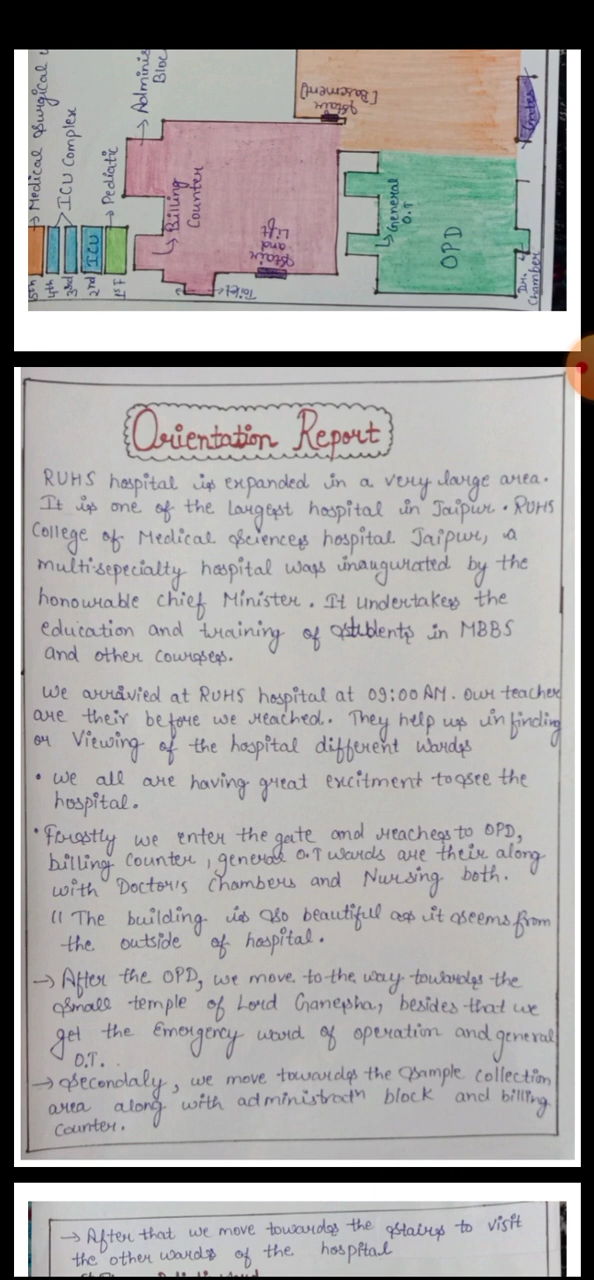 Medical Surgical
ICU Complex
Pediatic
5th
4th
3rd
2nd ICU
1st F
Adminis
Bloc
Billing
Counter
Stair
and
Lift
Toilet
Stair
(Basement)
General
O.T
OPD
Dr.
Chamber
Enter
Orientation Report
RUHS hospital is expanded in a very large area.
It is one of the largest hospital in Jaipur. RUHS
College of Medical Sciences hospital Jaipur, a
multi-sepecialty hospital was inaugurated by the
honourable Chief Minister. It undertakes the
education and training of students in MBBS
and other courses.
We arravied at RUHS hospital at 09:00 AM. Our teacher
are their before we reached. They help us in finding
or Viewing of the hospital different wards
• We all are having great excitment to see the
hospital.
• Firostly we enter the gate and reaches to OPD,
billing Counter, general O.T wards are their along
with Doctor's Chambers and Nursing both.
(( The building is so beautiful as it seems from
the outside of hospital.
→ After the OPD, we move to the way towards the
small temple of Lord Ganesha, besides that we
get the Emergency ward of operation and general
O.T.
→ Secondaly, we move towards the sample collection
area along with administratn block and billing
Counter.
→ After that we move towards the stairs to visit
the other wards of the hospital